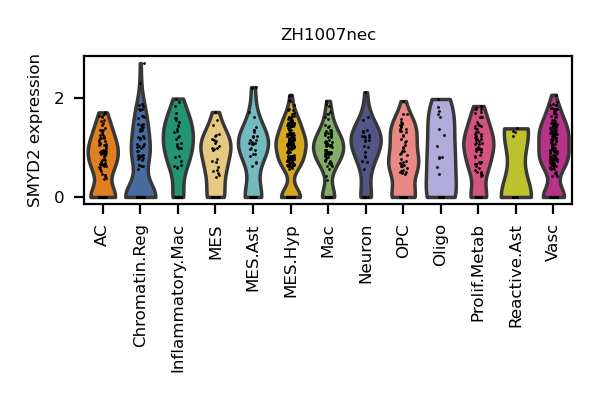 ZH1007nec
SMYD2 expression
2
0
AC
Chromatin.Reg
Inflammatory.Mac
MES
MES.Ast
MES.Hyp
Mac
Neuron
OPC
Oligo
Prolif.Metab
Reactive.Ast
Vasc